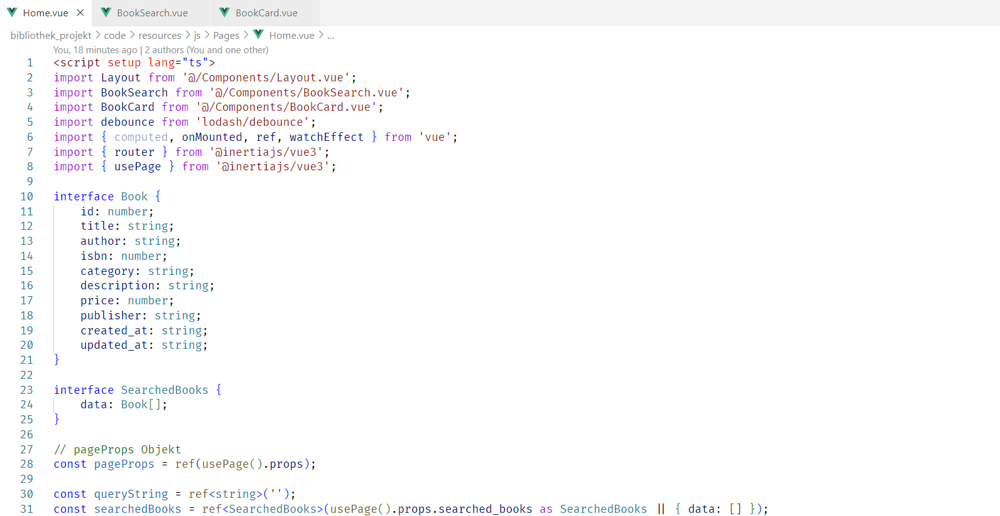 Home.vue × BookSearch.vue BookCard.vue
bibliothek_projekt > code > resources > js > Pages > Home.vue > ...
You, 18 minutes ago | 2 authors (You and one other)
1 <script setup lang="ts">
2 import Layout from '@/Components/Layout.vue';
3 import BookSearch from '@/Components/BookSearch.vue';
4 import BookCard from '@/Components/BookCard.vue';
5 import debounce from 'lodash/debounce';
6 import { computed, onMounted, ref, watchEffect } from 'vue';
7 import { router } from '@inertiajs/vue3';
8 import { usePage } from '@inertiajs/vue3';
9
10 interface Book {
11     id: number;
12     title: string;
13     author: string;
14     isbn: number;
15     category: string;
16     description: string;
17     price: number;
18     publisher: string;
19     created_at: string;
20     updated_at: string;
21 }
22
23 interface SearchedBooks {
24     data: Book[];
25 }
26
27 // pageProps Objekt
28 const pageProps = ref(usePage().props);
29
30 const queryString = ref<string>('');
31 const searchedBooks = ref<SearchedBooks>(usePage().props.searched_books as SearchedBooks || { data: [] });